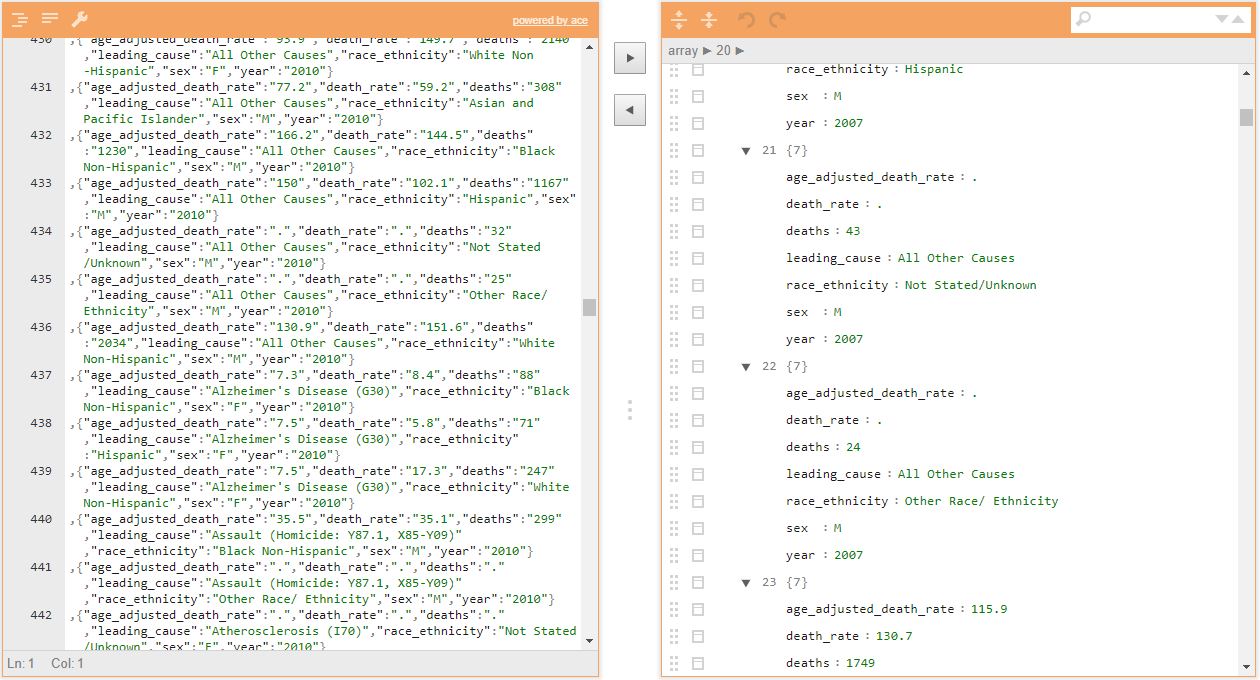 powered by ace
430 ,{"age_adjusted_death_rate":"93.9","death_rate":"149.7","deaths":"2140"
,"leading_cause":"All Other Causes","race_ethnicity":"White Non
-Hispanic","sex":"F","year":"2010"}
431 ,{"age_adjusted_death_rate":"77.2","death_rate":"59.2","deaths":"308"
,"leading_cause":"All Other Causes","race_ethnicity":"Asian and
Pacific Islander","sex":"M","year":"2010"}
432 ,{"age_adjusted_death_rate":"166.2","death_rate":"144.5","deaths"
:"1230","leading_cause":"All Other Causes","race_ethnicity":"Black
Non-Hispanic","sex":"M","year":"2010"}
433 ,{"age_adjusted_death_rate":"150","death_rate":"102.1","deaths":"1167"
,"leading_cause":"All Other Causes","race_ethnicity":"Hispanic","sex"
:"M","year":"2010"}
434 ,{"age_adjusted_death_rate":".","death_rate":".","deaths":"32"
,"leading_cause":"All Other Causes","race_ethnicity":"Not Stated
/Unknown","sex":"M","year":"2010"}
435 ,{"age_adjusted_death_rate":".","death_rate":".","deaths":"25"
,"leading_cause":"All Other Causes","race_ethnicity":"Other Race/
Ethnicity","sex":"M","year":"2010"}
436 ,{"age_adjusted_death_rate":"130.9","death_rate":"151.6","deaths"
:"2034","leading_cause":"All Other Causes","race_ethnicity":"White
Non-Hispanic","sex":"M","year":"2010"}
437 ,{"age_adjusted_death_rate":"7.3","death_rate":"8.4","deaths":"88"
,"leading_cause":"Alzheimer's Disease (G30)","race_ethnicity":"Black
Non-Hispanic","sex":"F","year":"2010"}
438 ,{"age_adjusted_death_rate":"7.5","death_rate":"5.8","deaths":"71"
,"leading_cause":"Alzheimer's Disease (G30)","race_ethnicity"
:"Hispanic","sex":"F","year":"2010"}
439 ,{"age_adjusted_death_rate":"7.5","death_rate":"17.3","deaths":"247"
,"leading_cause":"Alzheimer's Disease (G30)","race_ethnicity":"White
Non-Hispanic","sex":"F","year":"2010"}
440 ,{"age_adjusted_death_rate":"35.5","death_rate":"35.1","deaths":"299"
,"leading_cause":"Assault (Homicide: Y87.1, X85-Y09)"
,"race_ethnicity":"Black Non-Hispanic","sex":"M","year":"2010"}
441 ,{"age_adjusted_death_rate":".","death_rate":".","deaths":"."
,"leading_cause":"Assault (Homicide: Y87.1, X85-Y09)"
,"race_ethnicity":"Other Race/ Ethnicity","sex":"M","year":"2010"}
442 ,{"age_adjusted_death_rate":".","death_rate":".","deaths":"."
,"leading_cause":"Atherosclerosis (I70)","race_ethnicity":"Not Stated
/Unknown","sex":"F","year":"2010"}
Ln: 1 Col: 1
array ► 20 ►
race_ethnicity : Hispanic
sex : M
year : 2007
▼ 21 {7}
age_adjusted_death_rate : .
death_rate : .
deaths : 43
leading_cause : All Other Causes
race_ethnicity : Not Stated/Unknown
sex : M
year : 2007
▼ 22 {7}
age_adjusted_death_rate : .
death_rate : .
deaths : 24
leading_cause : All Other Causes
race_ethnicity : Other Race/ Ethnicity
sex : M
year : 2007
▼ 23 {7}
age_adjusted_death_rate : 115.9
death_rate : 130.7
deaths : 1749